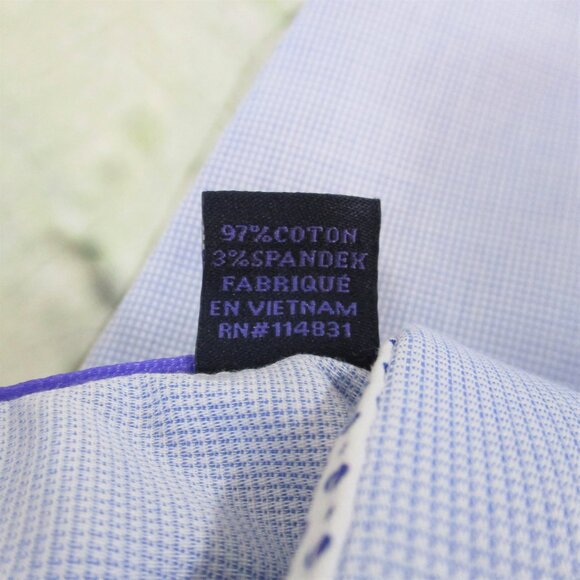 97%COTON
3%SPANDEX
FABRIQUÉ
EN VIETNAM
RN#114831